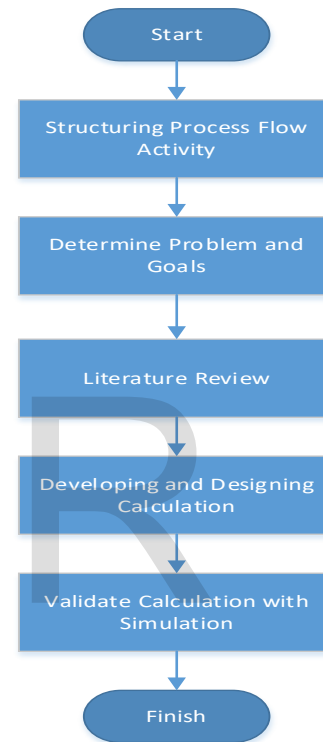 Start
Structuring Process Flow
Activity
Determine Problem and
Goals
Literature Review
Developing and Designing
Calculation
Validate Calculation with
Simulation
Finish
R